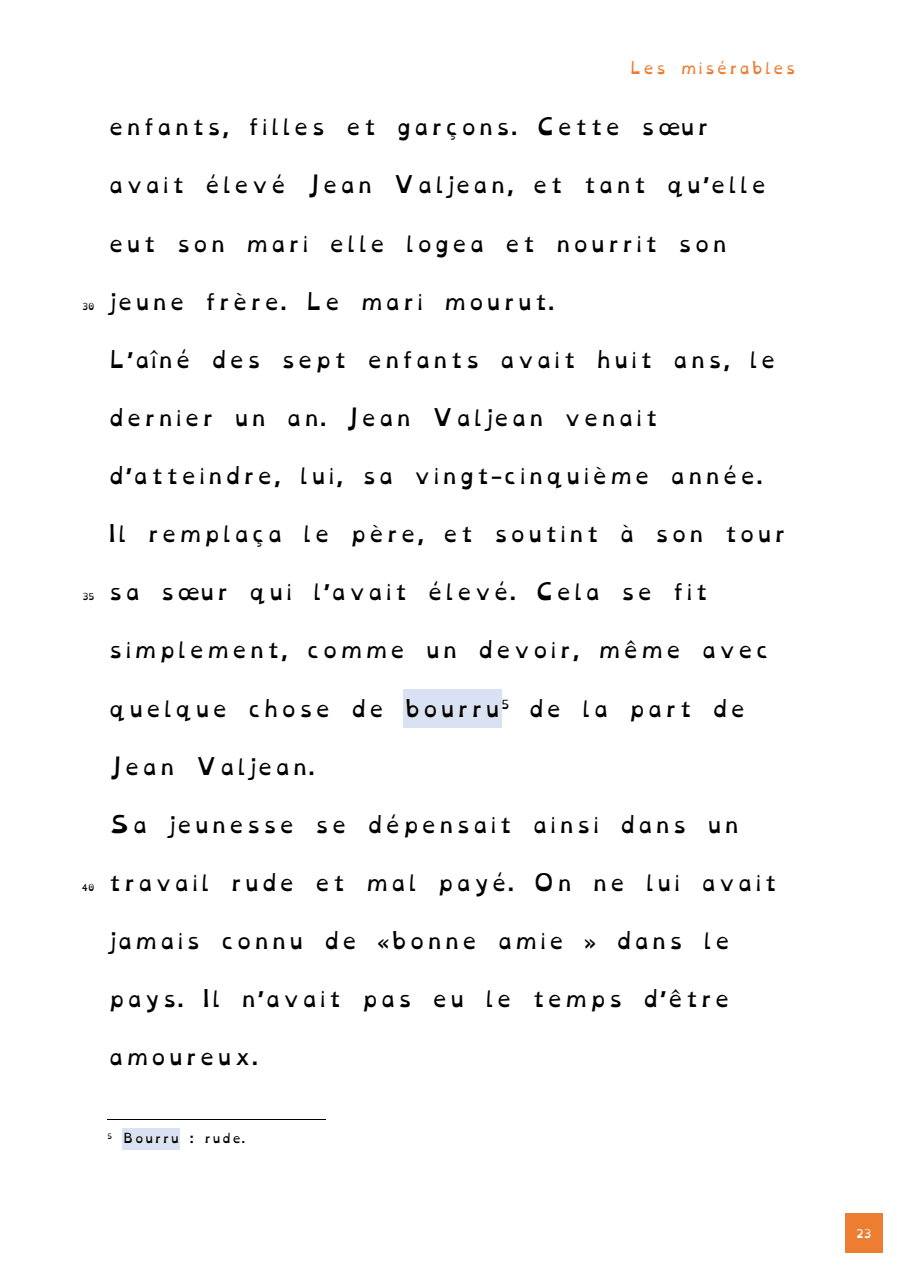 Les misérables
enfants, filles et garçons. Cette sœur
avait élevé Jean Valjean, et tant qu'elle
eut son mari elle logea et nourrit son
30 jeune frère. Le mari mourut.
L'aîné des sept enfants avait huit ans, le
dernier un an. Jean Valjean venait
d'atteindre, lui, sa vingt-cinquième année.
Il remplaça le père, et soutint à son tour
35 sa sœur qui l'avait élevé. Cela se fit
simplement, comme un devoir, même avec
quelque chose de bourru⁵ de la part de
Jean Valjean.
Sa jeunesse se dépensait ainsi dans un
40 travail rude et mal payé. On ne lui avait
jamais connu de «bonne amie » dans le
pays. Il n'avait pas eu le temps d'être
amoureux.
⁵ Bourru : rude.
23